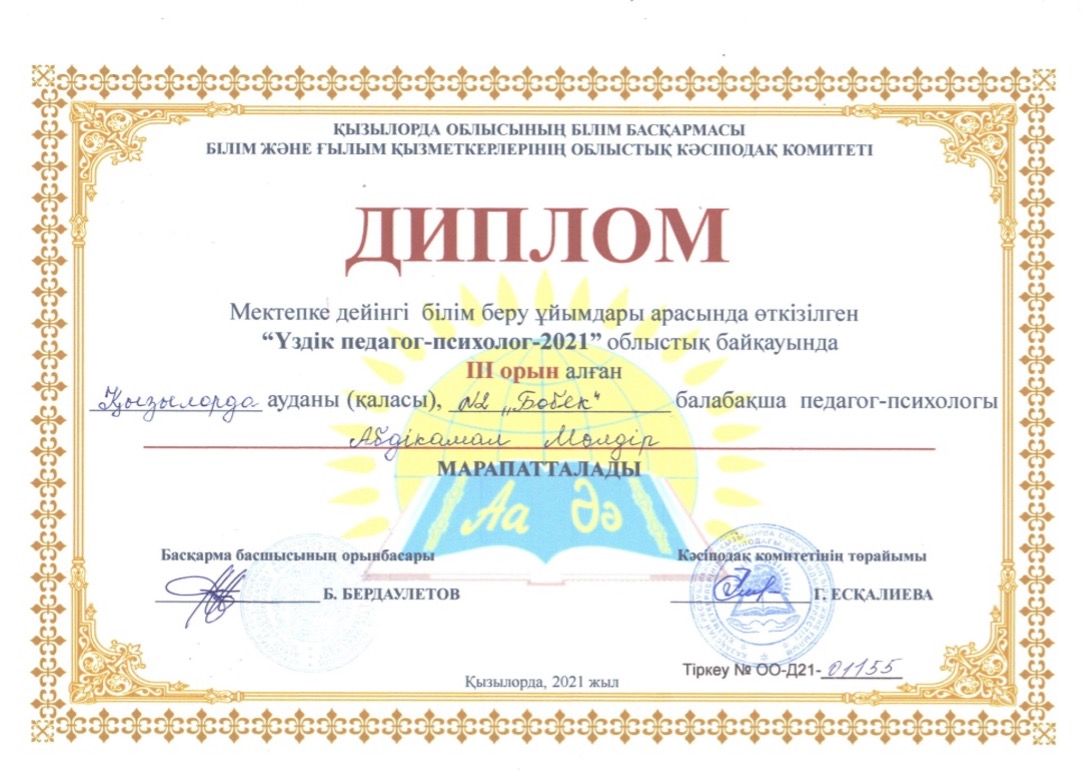 ҚЫЗЫЛОРДА ОБЛЫСЫНЫҢ БІЛІМ БАСҚАРМАСЫ
БІЛІМ ЖӘНЕ ҒЫЛЫМ ҚЫЗМЕТКЕРЛЕРІНІҢ ОБЛЫСТЫҚ КӘСІПОДАҚ КОМИТЕТІ
ДИПЛОМ
Мектепке дейінгі білім беру ұйымдары арасында өткізілген
“Үздік педагог-психолог-2021” облыстық байқауында
III орын алған
Қызылорда ауданы (қаласы), №2 „Бөбек“ балабақша педагог-психологы
Абдікамал Молдір
МАРАПАТТАЛАДЫ
Аа Әә
Басқарма басшысының орынбасары
Б. БЕРДАУЛЕТОВ
Кәсіподақ комитетінің төрайымы
Г. ЕСҚАЛИЕВА
Тіркеу № ОО-Д21-01155
Қызылорда, 2021 жыл